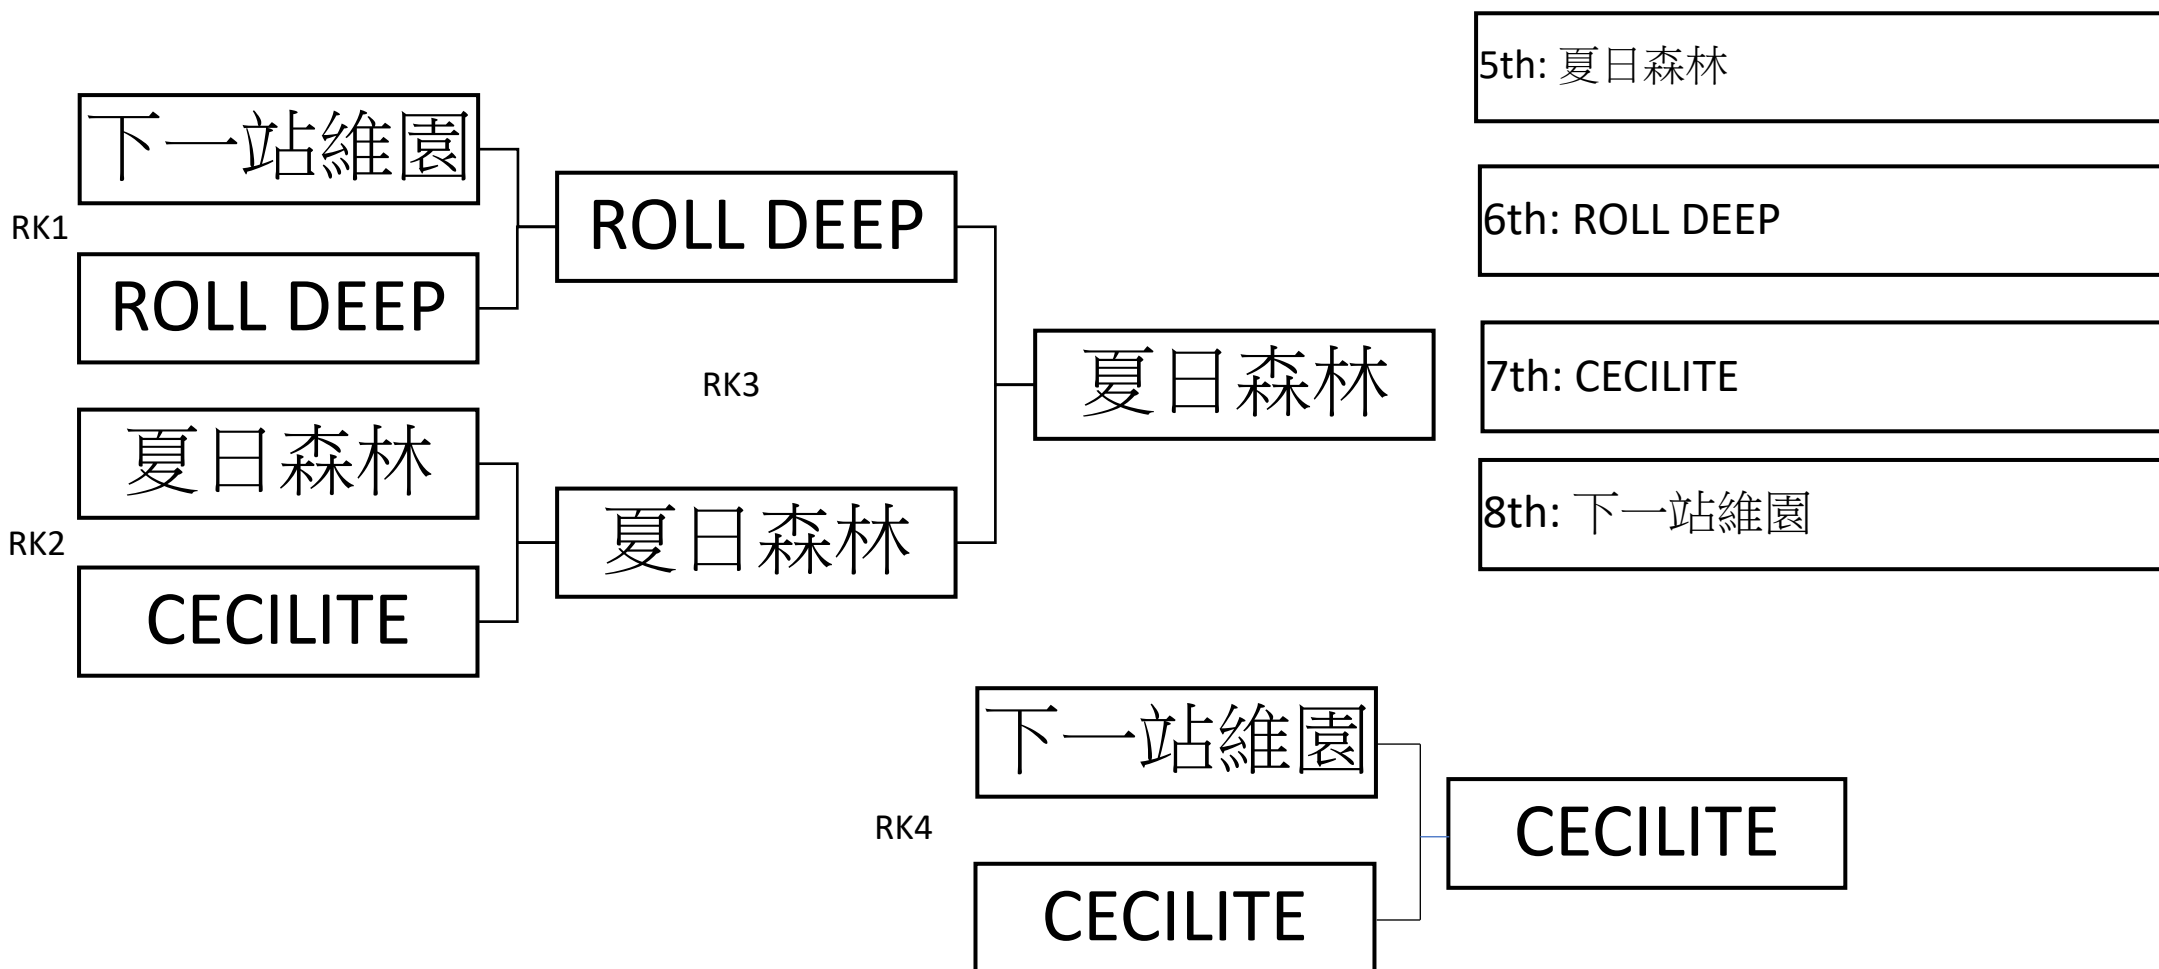 下一站維園
RK1
ROLL DEEP
夏日森林
RK2
CECILITE
ROLL DEEP
RK3
夏日森林
夏日森林
5th: 夏日森林
6th: ROLL DEEP
7th: CECILITE
8th: 下一站維園
下一站維園
RK4
CECILITE
CECILITE